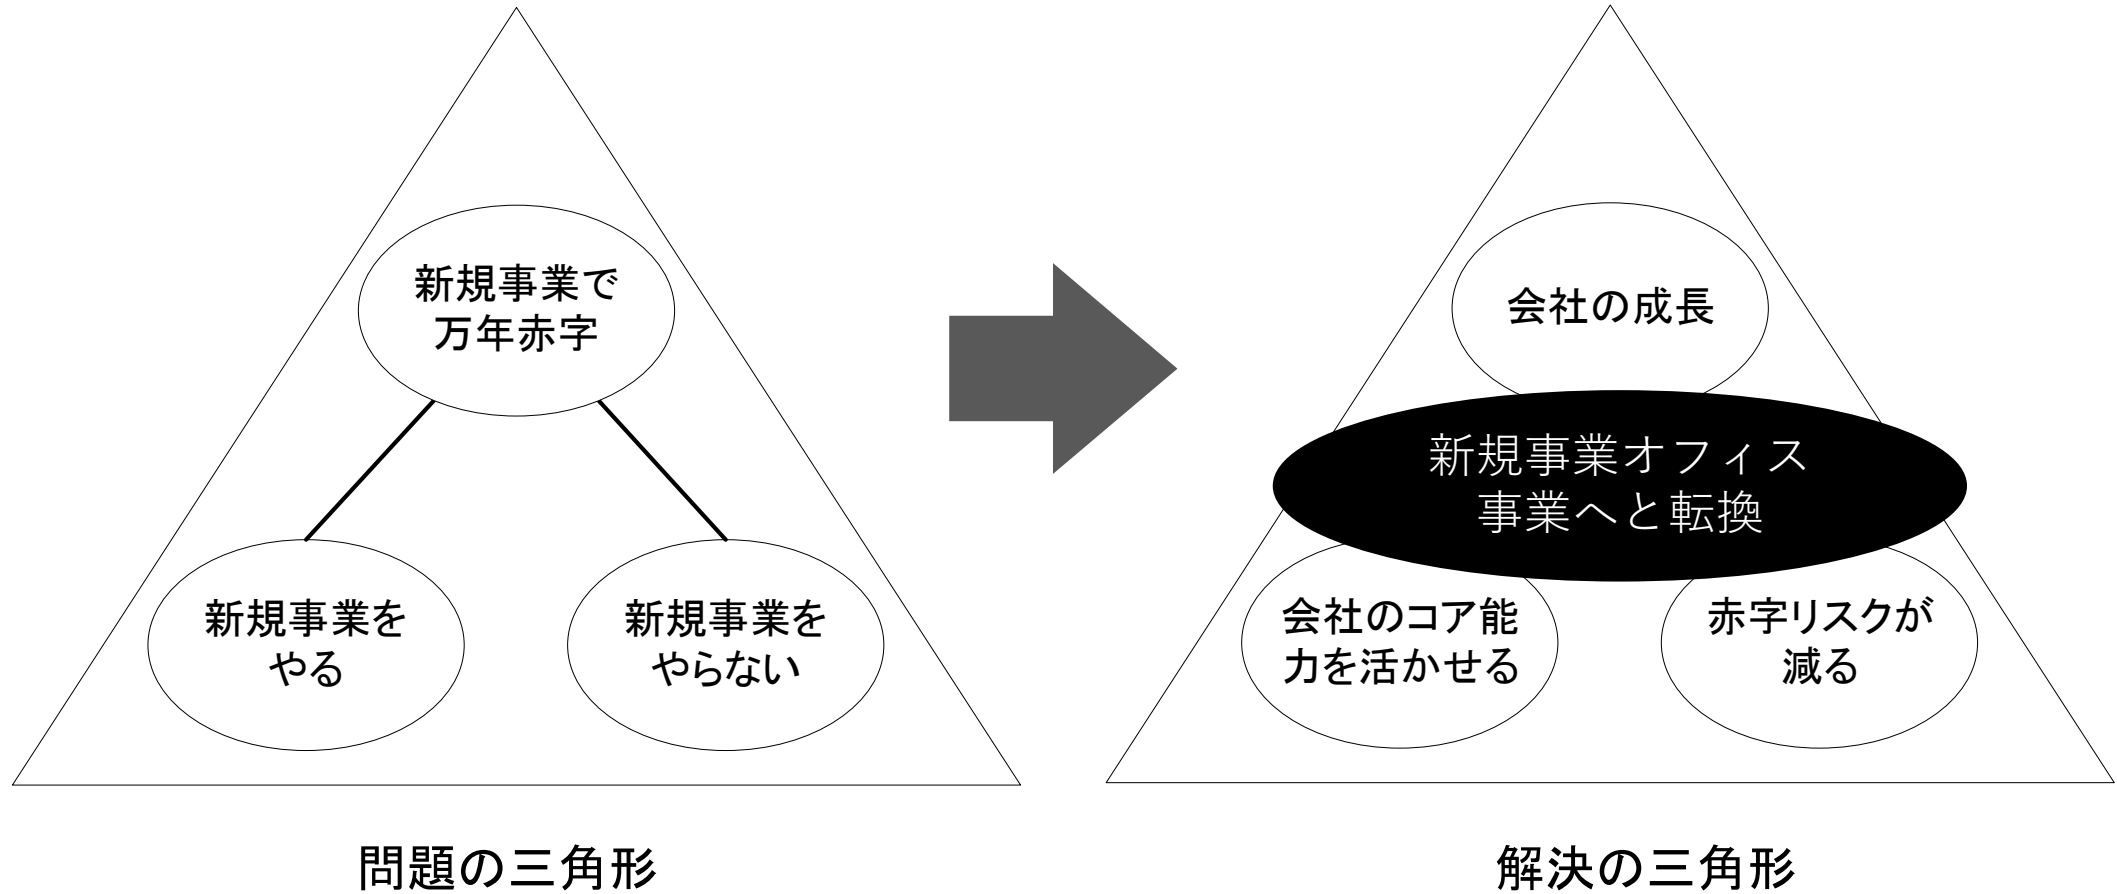 新規事業で
万年赤字
新規事業を
やる
新規事業を
やらない
問題の三角形
会社の成長
新規事業オフィス
事業へと転換
会社のコア能
力を活かせる
赤字リスクが
減る
解決の三角形